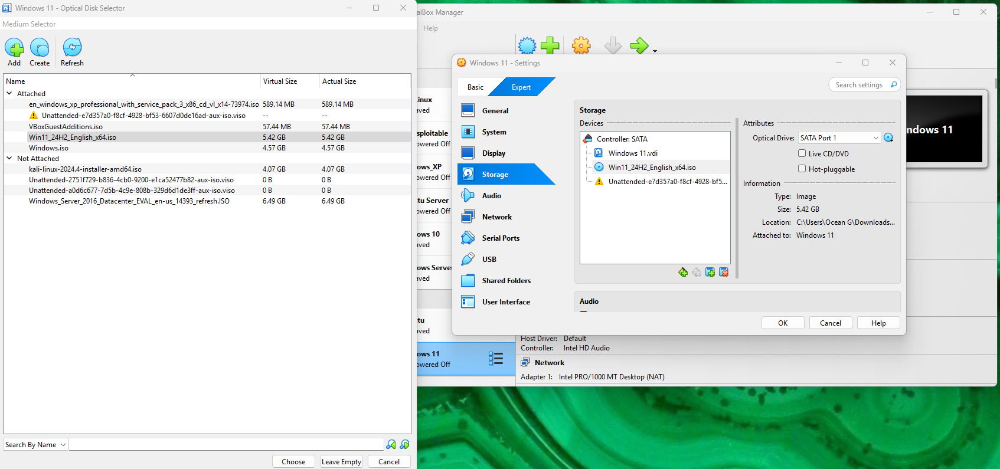 Windows 11 - Optical Disk Selector
Medium Selector
Add Create Refresh
Name Virtual Size Actual Size
Attached
en_windows_xp_professional_with_service_pack_3_x86_cd_vl_x14-73974.iso 589.14 MB 589.14 MB
Unattended-e7d357a0-f8cf-4928-bf53-6607d0de16ad-aux-iso.viso -- --
VBoxGuestAdditions.iso 57.44 MB 57.44 MB
Win11_24H2_English_x64.iso 5.42 GB 5.42 GB
Windows.iso 4.57 GB 4.57 GB
Not Attached
kali-linux-2024.4-installer-amd64.iso 4.07 GB 4.07 GB
Unattended-2751f729-b836-4cb0-9200-e1ca52477b82-aux-iso.viso 0 B 0 B
Unattended-a0d6c677-7d5b-4c9e-808b-329d6d1de3ff-aux-iso.viso 0 B 0 B
Windows_Server_2016_Datacenter_EVAL_en-us_14393_refresh.ISO 6.49 GB 6.49 GB
Search By Name
Choose Leave Empty Cancel
alBox Manager
Help
inux
aved
sploitable
owered Off
ows_XP
owered Off
tu Server
owered Off
ows 10
aved
ows Server
aved
tu
aved
ows 11
owered Off
ndows 11
Windows 11 - Settings
Basic Expert
Search settings
General
System
Display
Storage
Audio
Network
Serial Ports
USB
Shared Folders
User Interface
Storage
Devices
Controller: SATA
Windows 11.vdi
Win11_24H2_English_x64.iso
Unattended-e7d357a0-f8cf-4928-bf5...
Attributes
Optical Drive: SATA Port 1
Live CD/DVD
Hot-pluggable
Information
Type: Image
Size: 5.42 GB
Location: C:\Users\Ocean G\Downloads...
Attached to: Windows 11
Audio
OK Cancel Help
Host Driver: Default
Controller: Intel HD Audio
Network
Adapter 1: Intel PRO/1000 MT Desktop (NAT)